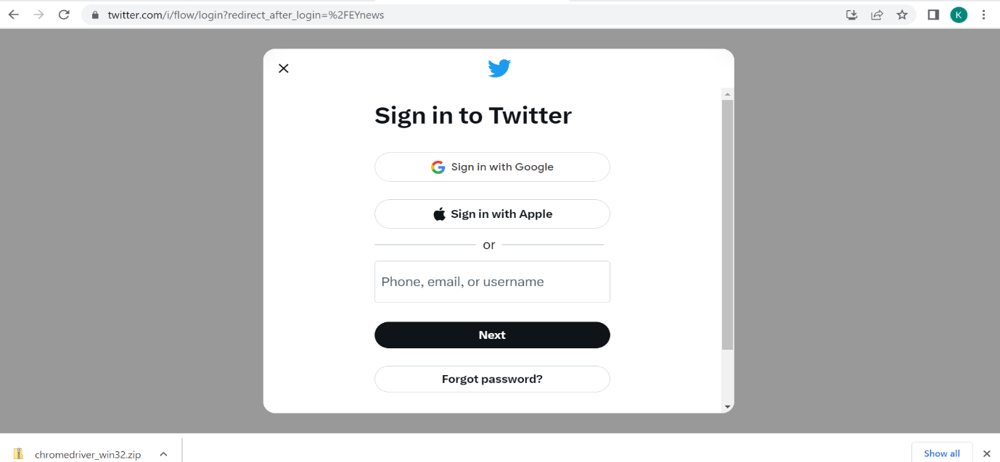 twitter.com/i/flow/login?redirect_after_login=%2FEYnews
K
Sign in to Twitter
Sign in with Google
Sign in with Apple
or
Phone, email, or username
Next
Forgot password?
chromedriver_win32.zip
Show all